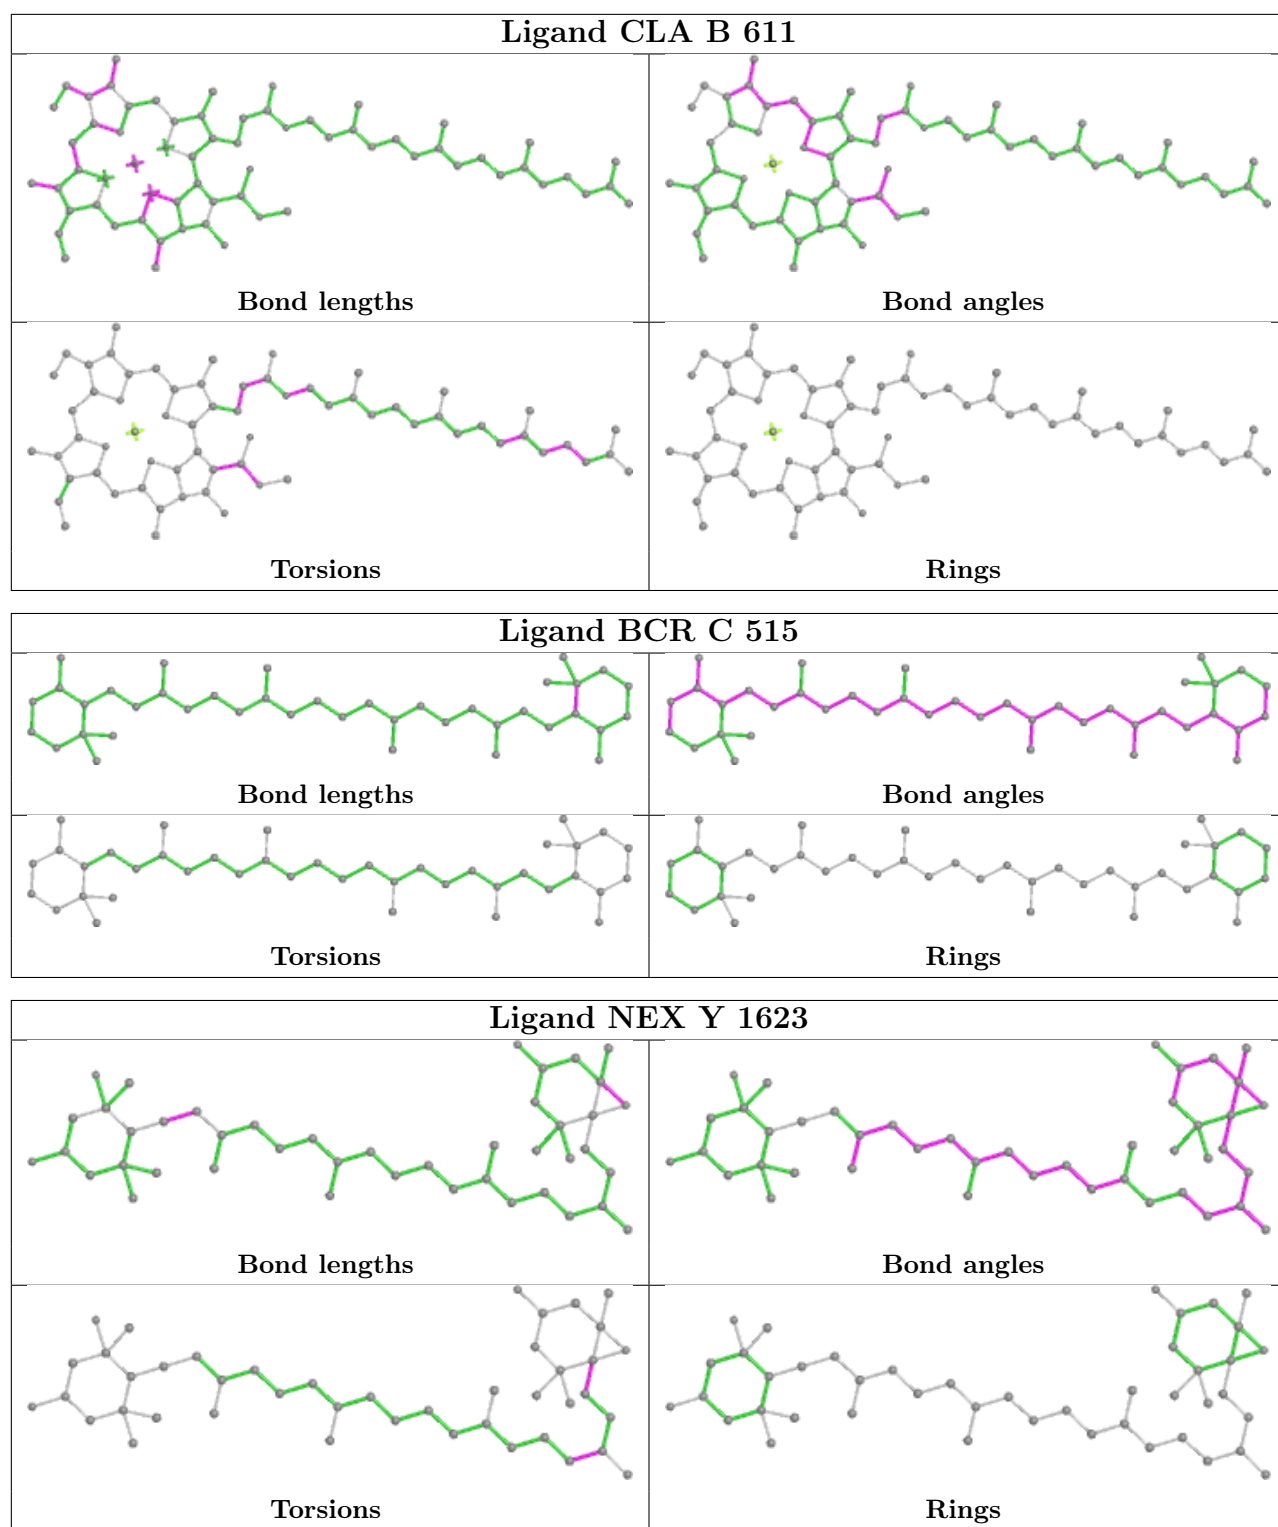 Ligand CLA B 611
Bond lengths
Bond angles
Torsions
Rings
Ligand BCR C 515
Bond lengths
Bond angles
Torsions
Rings
Ligand NEX Y 1623
Bond lengths
Bond angles
Torsions
Rings